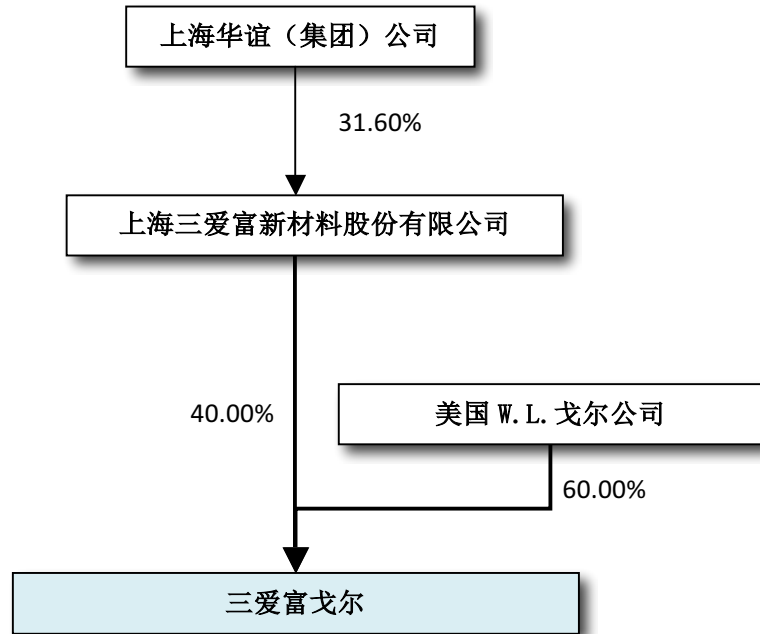 上海华谊（集团）公司
31.60%
上海三爱富新材料股份有限公司
40.00%
美国 W.L.戈尔公司
60.00%
三爱富戈尔